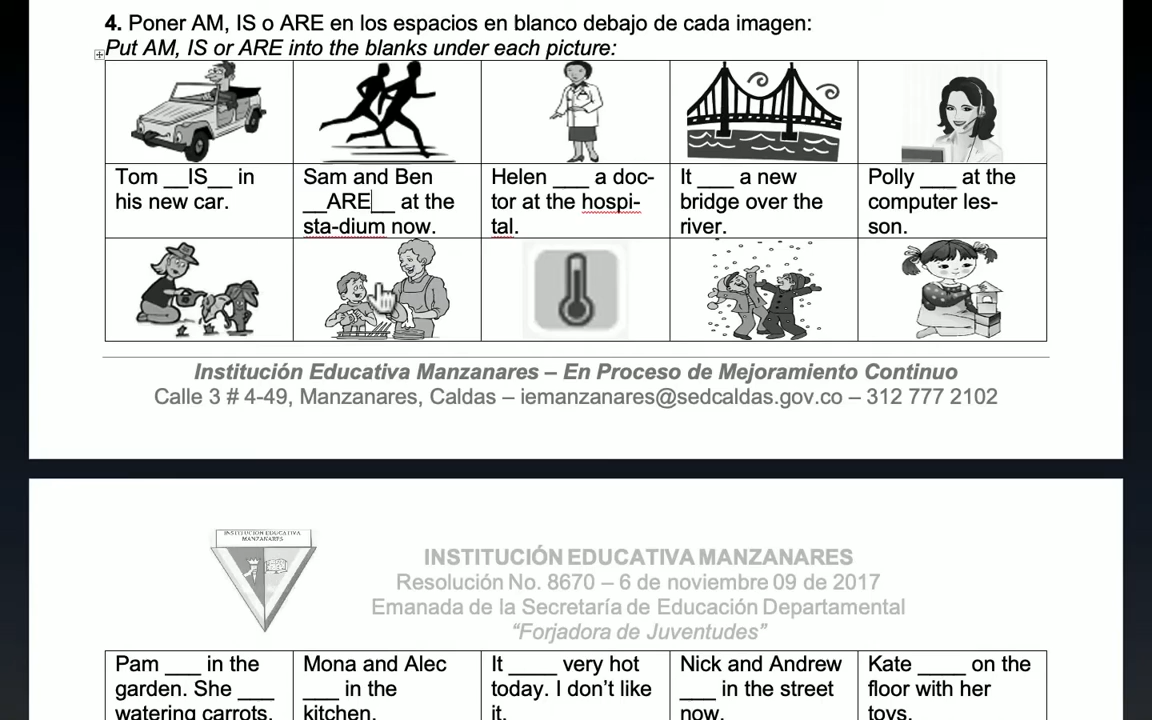 4. Poner AM, IS o ARE en los espacios en blanco debajo de cada imagen:
Put AM, IS or ARE into the blanks under each picture:
Tom __IS__ in
his new car.
Sam and Ben
__ARE__ at the
sta-dium now.
Helen ___ a doc-
tor at the hospi-
tal.
It ___ a new
bridge over the
river.
Polly ___ at the
computer les-
son.
Institución Educativa Manzanares – En Proceso de Mejoramiento Continuo
Calle 3 # 4-49, Manzanares, Caldas – iemanzanares@sedcaldas.gov.co – 312 777 2102
INSTITUCIÓN EDUCATIVA
MANZANARES
INSTITUCIÓN EDUCATIVA MANZANARES
Resolución No. 8670 – 6 de noviembre 09 de 2017
Emanada de la Secretaría de Educación Departamental
“Forjadora de Juventudes”
Pam ___ in the
garden. She ___
watering carrots.
Mona and Alec
___ in the
kitchen.
It ____ very hot
today. I don’t like
it.
Nick and Andrew
___ in the street
now.
Kate ____ on the
floor with her
toys.